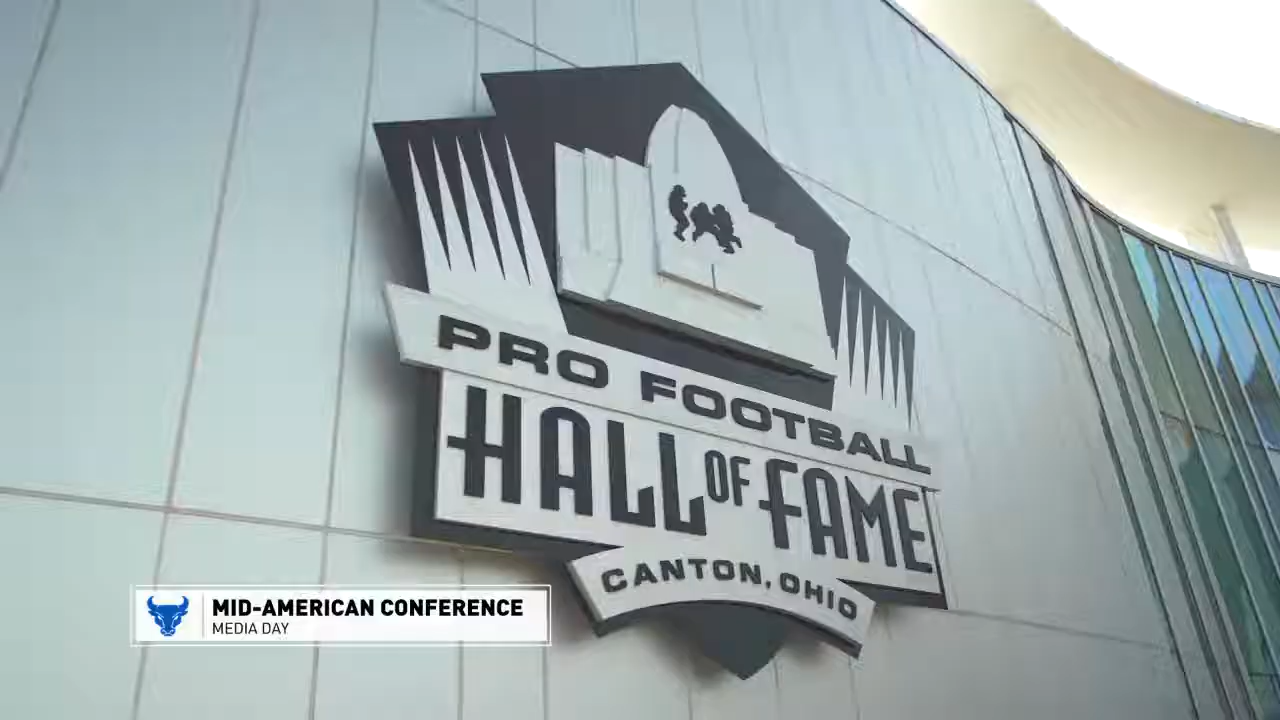 PRO FOOTBALL
HALL OF FAME
CANTON, OHIO
MID-AMERICAN CONFERENCE
MEDIA DAY